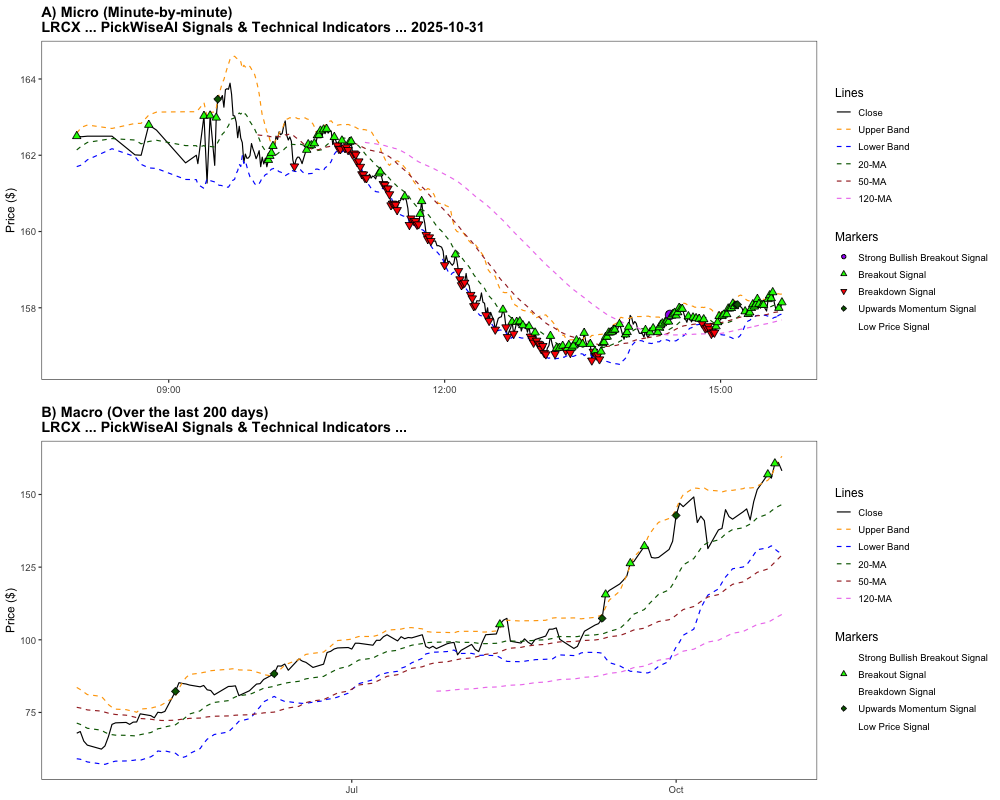 A) Micro (Minute-by-minute)
LRCX ... PickWiseAI Signals & Technical Indicators ... 2025-10-31
Price ($)
164
162
160
158
09:00
12:00
15:00
Lines
Close
Upper Band
Lower Band
20-MA
50-MA
120-MA
Markers
Strong Bullish Breakout Signal
Breakout Signal
Breakdown Signal
Upwards Momentum Signal
Low Price Signal
B) Macro (Over the last 200 days)
LRCX ... PickWiseAI Signals & Technical Indicators ...
Price ($)
150
125
100
75
Jul
Oct
Lines
Close
Upper Band
Lower Band
20-MA
50-MA
120-MA
Markers
Strong Bullish Breakout Signal
Breakout Signal
Breakdown Signal
Upwards Momentum Signal
Low Price Signal